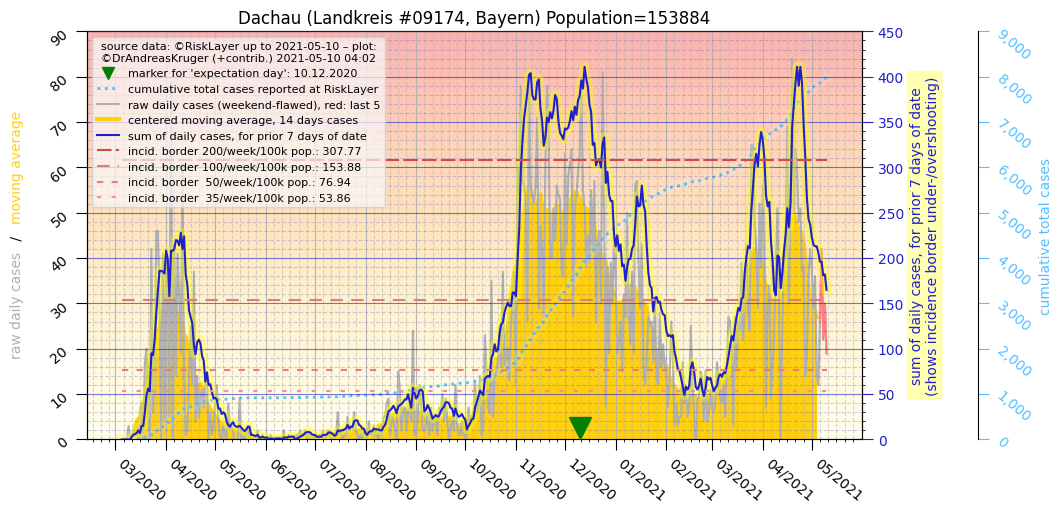 Dachau (Landkreis #09174, Bayern) Population=153884
source data: ©RiskLayer up to 2021-05-10 – plot:
©DrAndreasKruger (+contrib.) 2021-05-10 04:02
marker for 'expectation day': 10.12.2020
cumulative total cases reported at RiskLayer
raw daily cases (weekend-flawed), red: last 5
centered moving average, 14 days cases
sum of daily cases, for prior 7 days of date
incid. border 200/week/100k pop.: 307.77
incid. border 100/week/100k pop.: 153.88
incid. border  50/week/100k pop.: 76.94
incid. border  35/week/100k pop.: 53.86
raw daily cases  /  moving average
90
80
70
60
50
40
30
20
10
0
03/2020
04/2020
05/2020
06/2020
07/2020
08/2020
09/2020
10/2020
11/2020
12/2020
01/2021
02/2021
03/2021
04/2021
05/2021
450
400
350
300
250
200
150
100
50
0
sum of daily cases, for prior 7 days of date
(shows incidence border under-/overshooting)
9,000
8,000
7,000
6,000
5,000
4,000
3,000
2,000
1,000
0
cumulative total cases